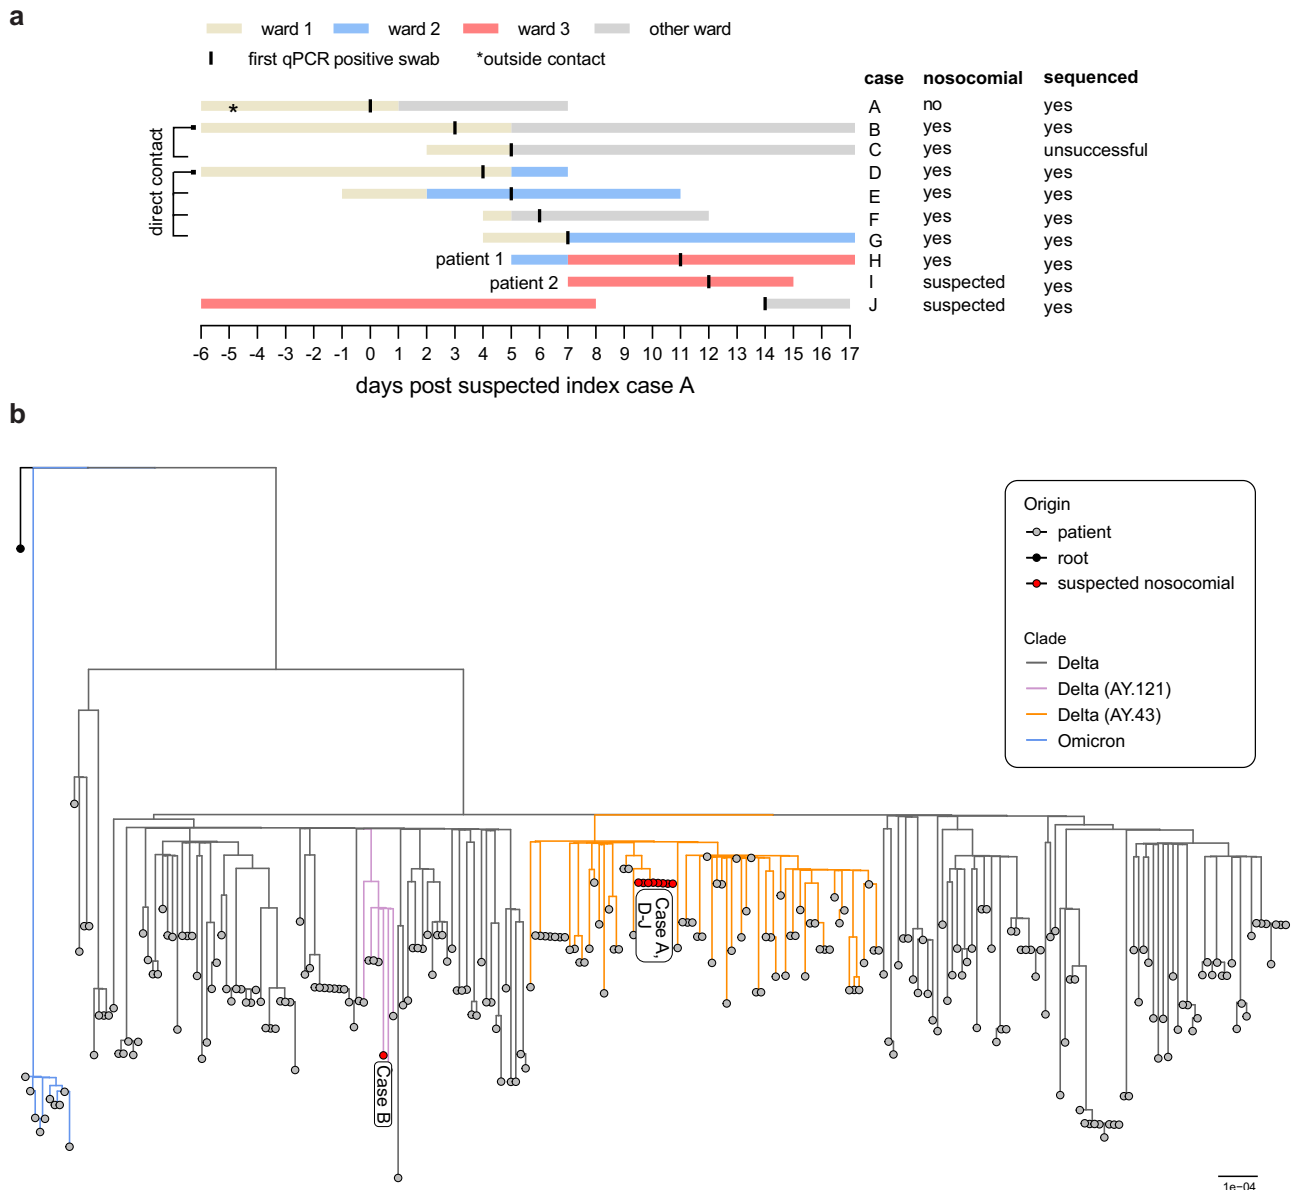 a
ward 1 ward 2 ward 3 other ward
first qPCR positive swab *outside contact
case nosocomial sequenced
* A no yes
B yes yes
C yes unsuccessful
D yes yes
E yes yes
F yes yes
G yes yes
patient 1 H yes yes
patient 2 I suspected yes
J suspected yes
direct contact
-6 -5 -4 -3 -2 -1 0 1 2 3 4 5 6 7 8 9 10 11 12 13 14 15 16 17
days post suspected index case A
b
Origin
patient
root
suspected nosocomial
Clade
Delta
Delta (AY.121)
Delta (AY.43)
Omicron
Case A,
D-J
Case B
1e−04